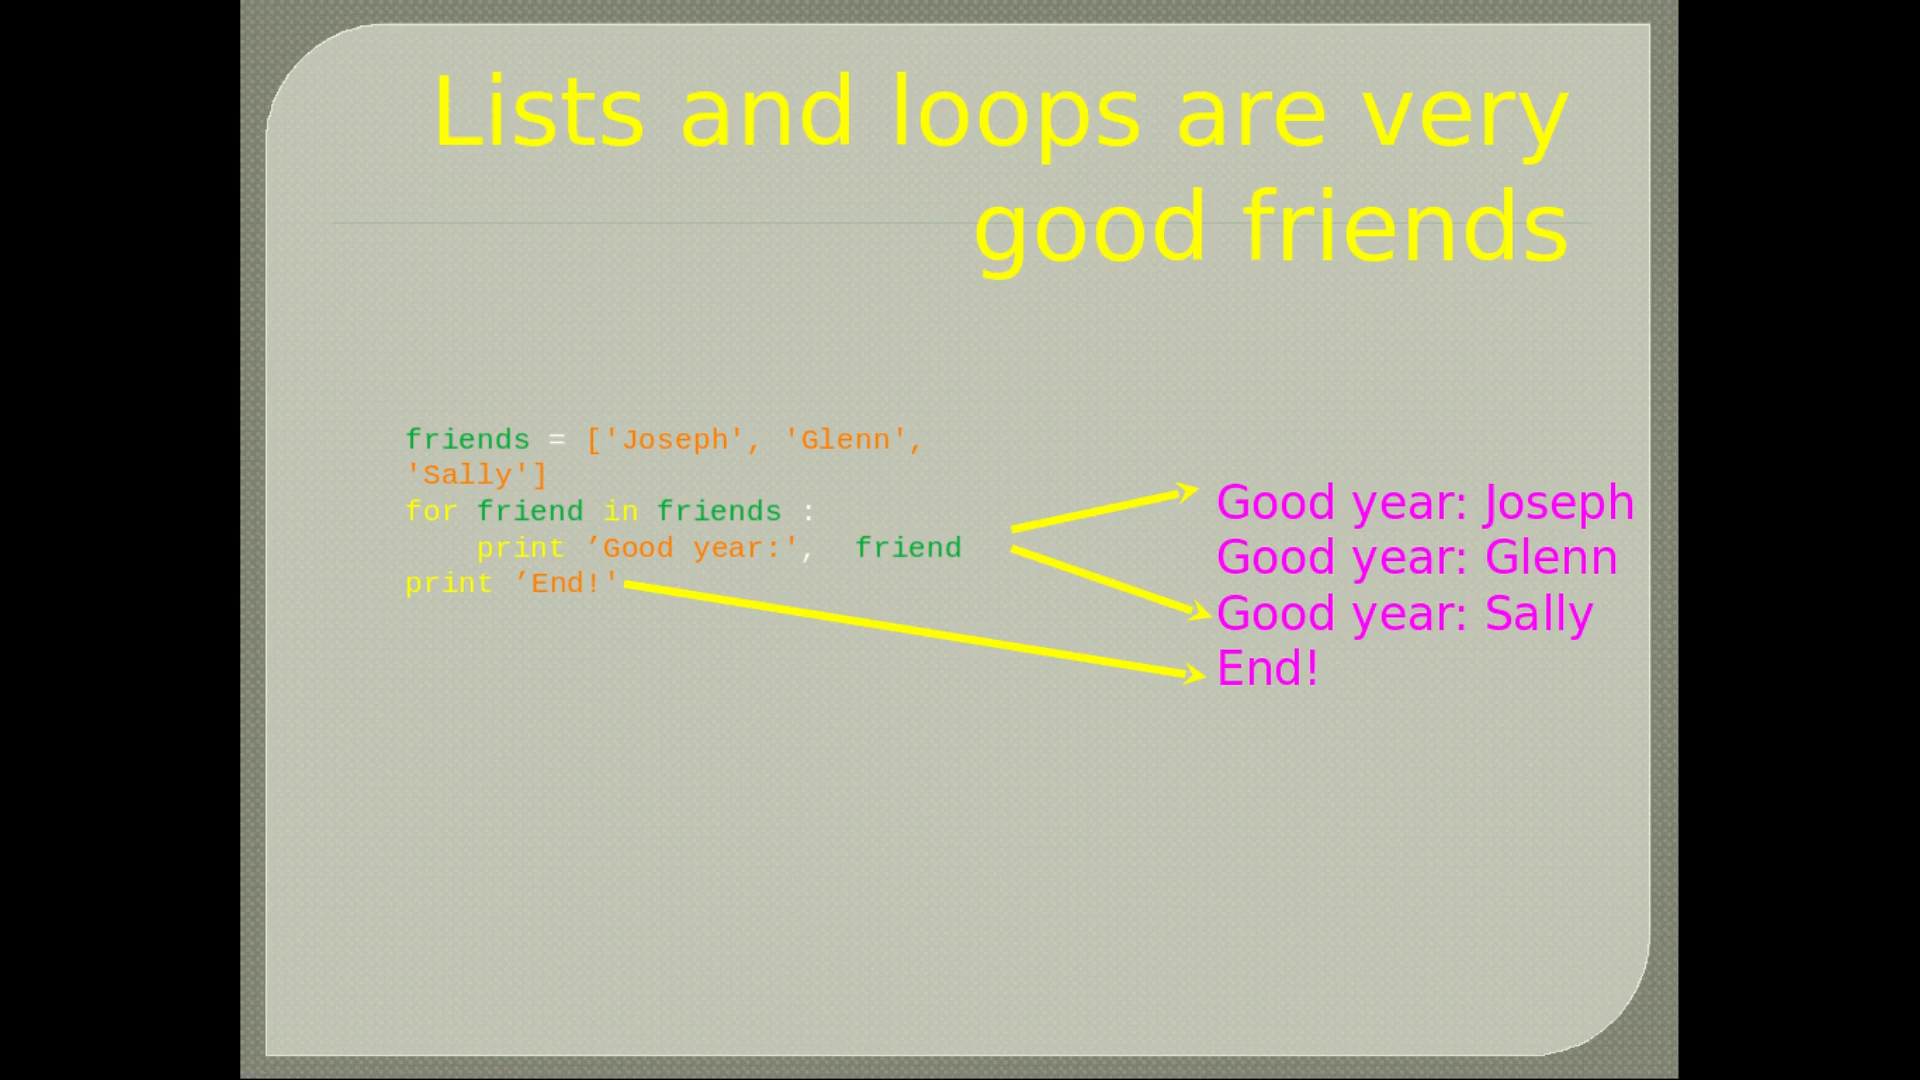 Lists and loops are very
good friends
friends = ['Joseph', 'Glenn',
'Sally']
for friend in friends :
    print ’Good year:',  friend
print ’End!'
Good year: Joseph
Good year: Glenn
Good year: Sally
End!